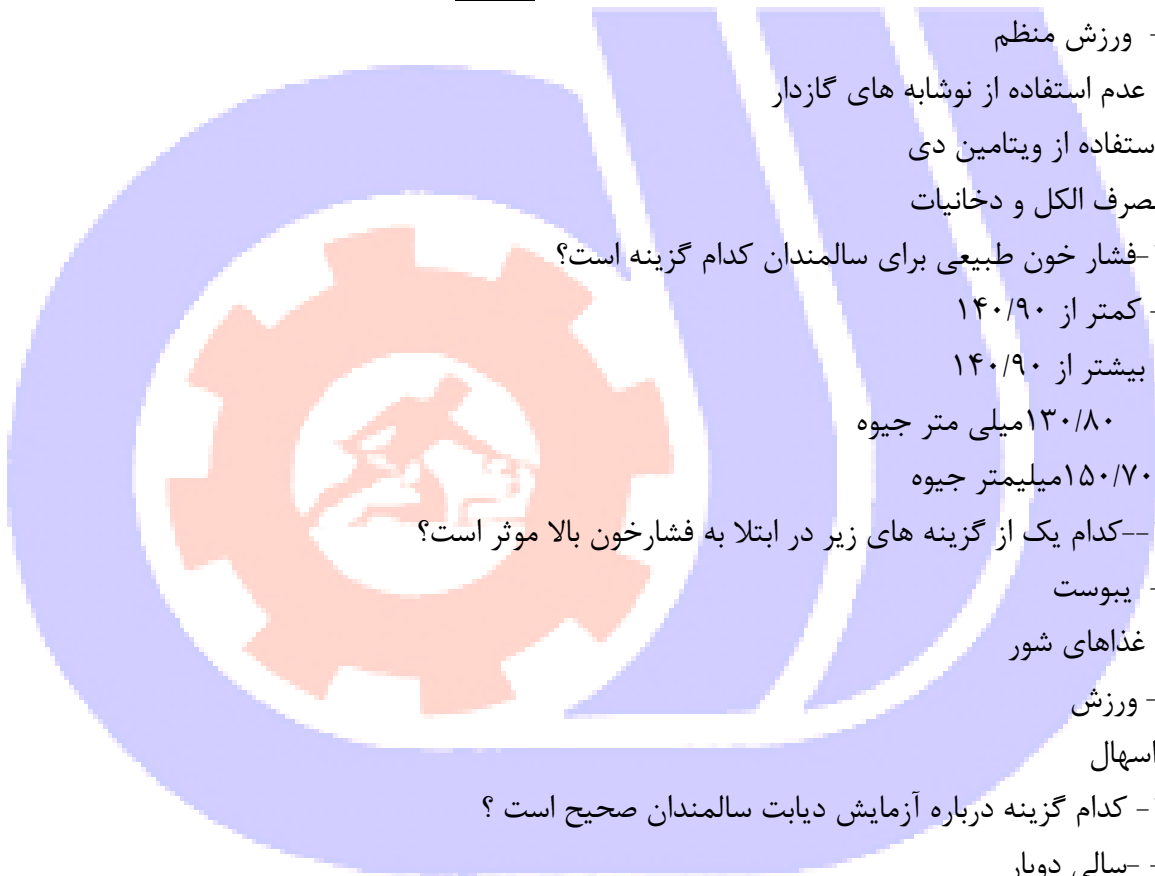 - ورزش منظم
عدم استفاده از نوشابه های گازدار
ستفاده از ویتامین دی
صرف الکل و دخانیات
-فشار خون طبیعی برای سالمندان کدام گزینه است؟
- کمتر از ۱۴۰/۹۰
بیشتر از ۱۴۰/۹۰
۱۳۰/۸۰میلی متر جیوه
۱۵۰/۷۰میلیمتر جیوه
--کدام یک از گزینه های زیر در ابتلا به فشارخون بالا موثر است؟
- یبوست
غذاهای شور
- ورزش
اسهال
- کدام گزینه درباره آزمایش دیابت سالمندان صحیح است ؟
- -سالی دوبار